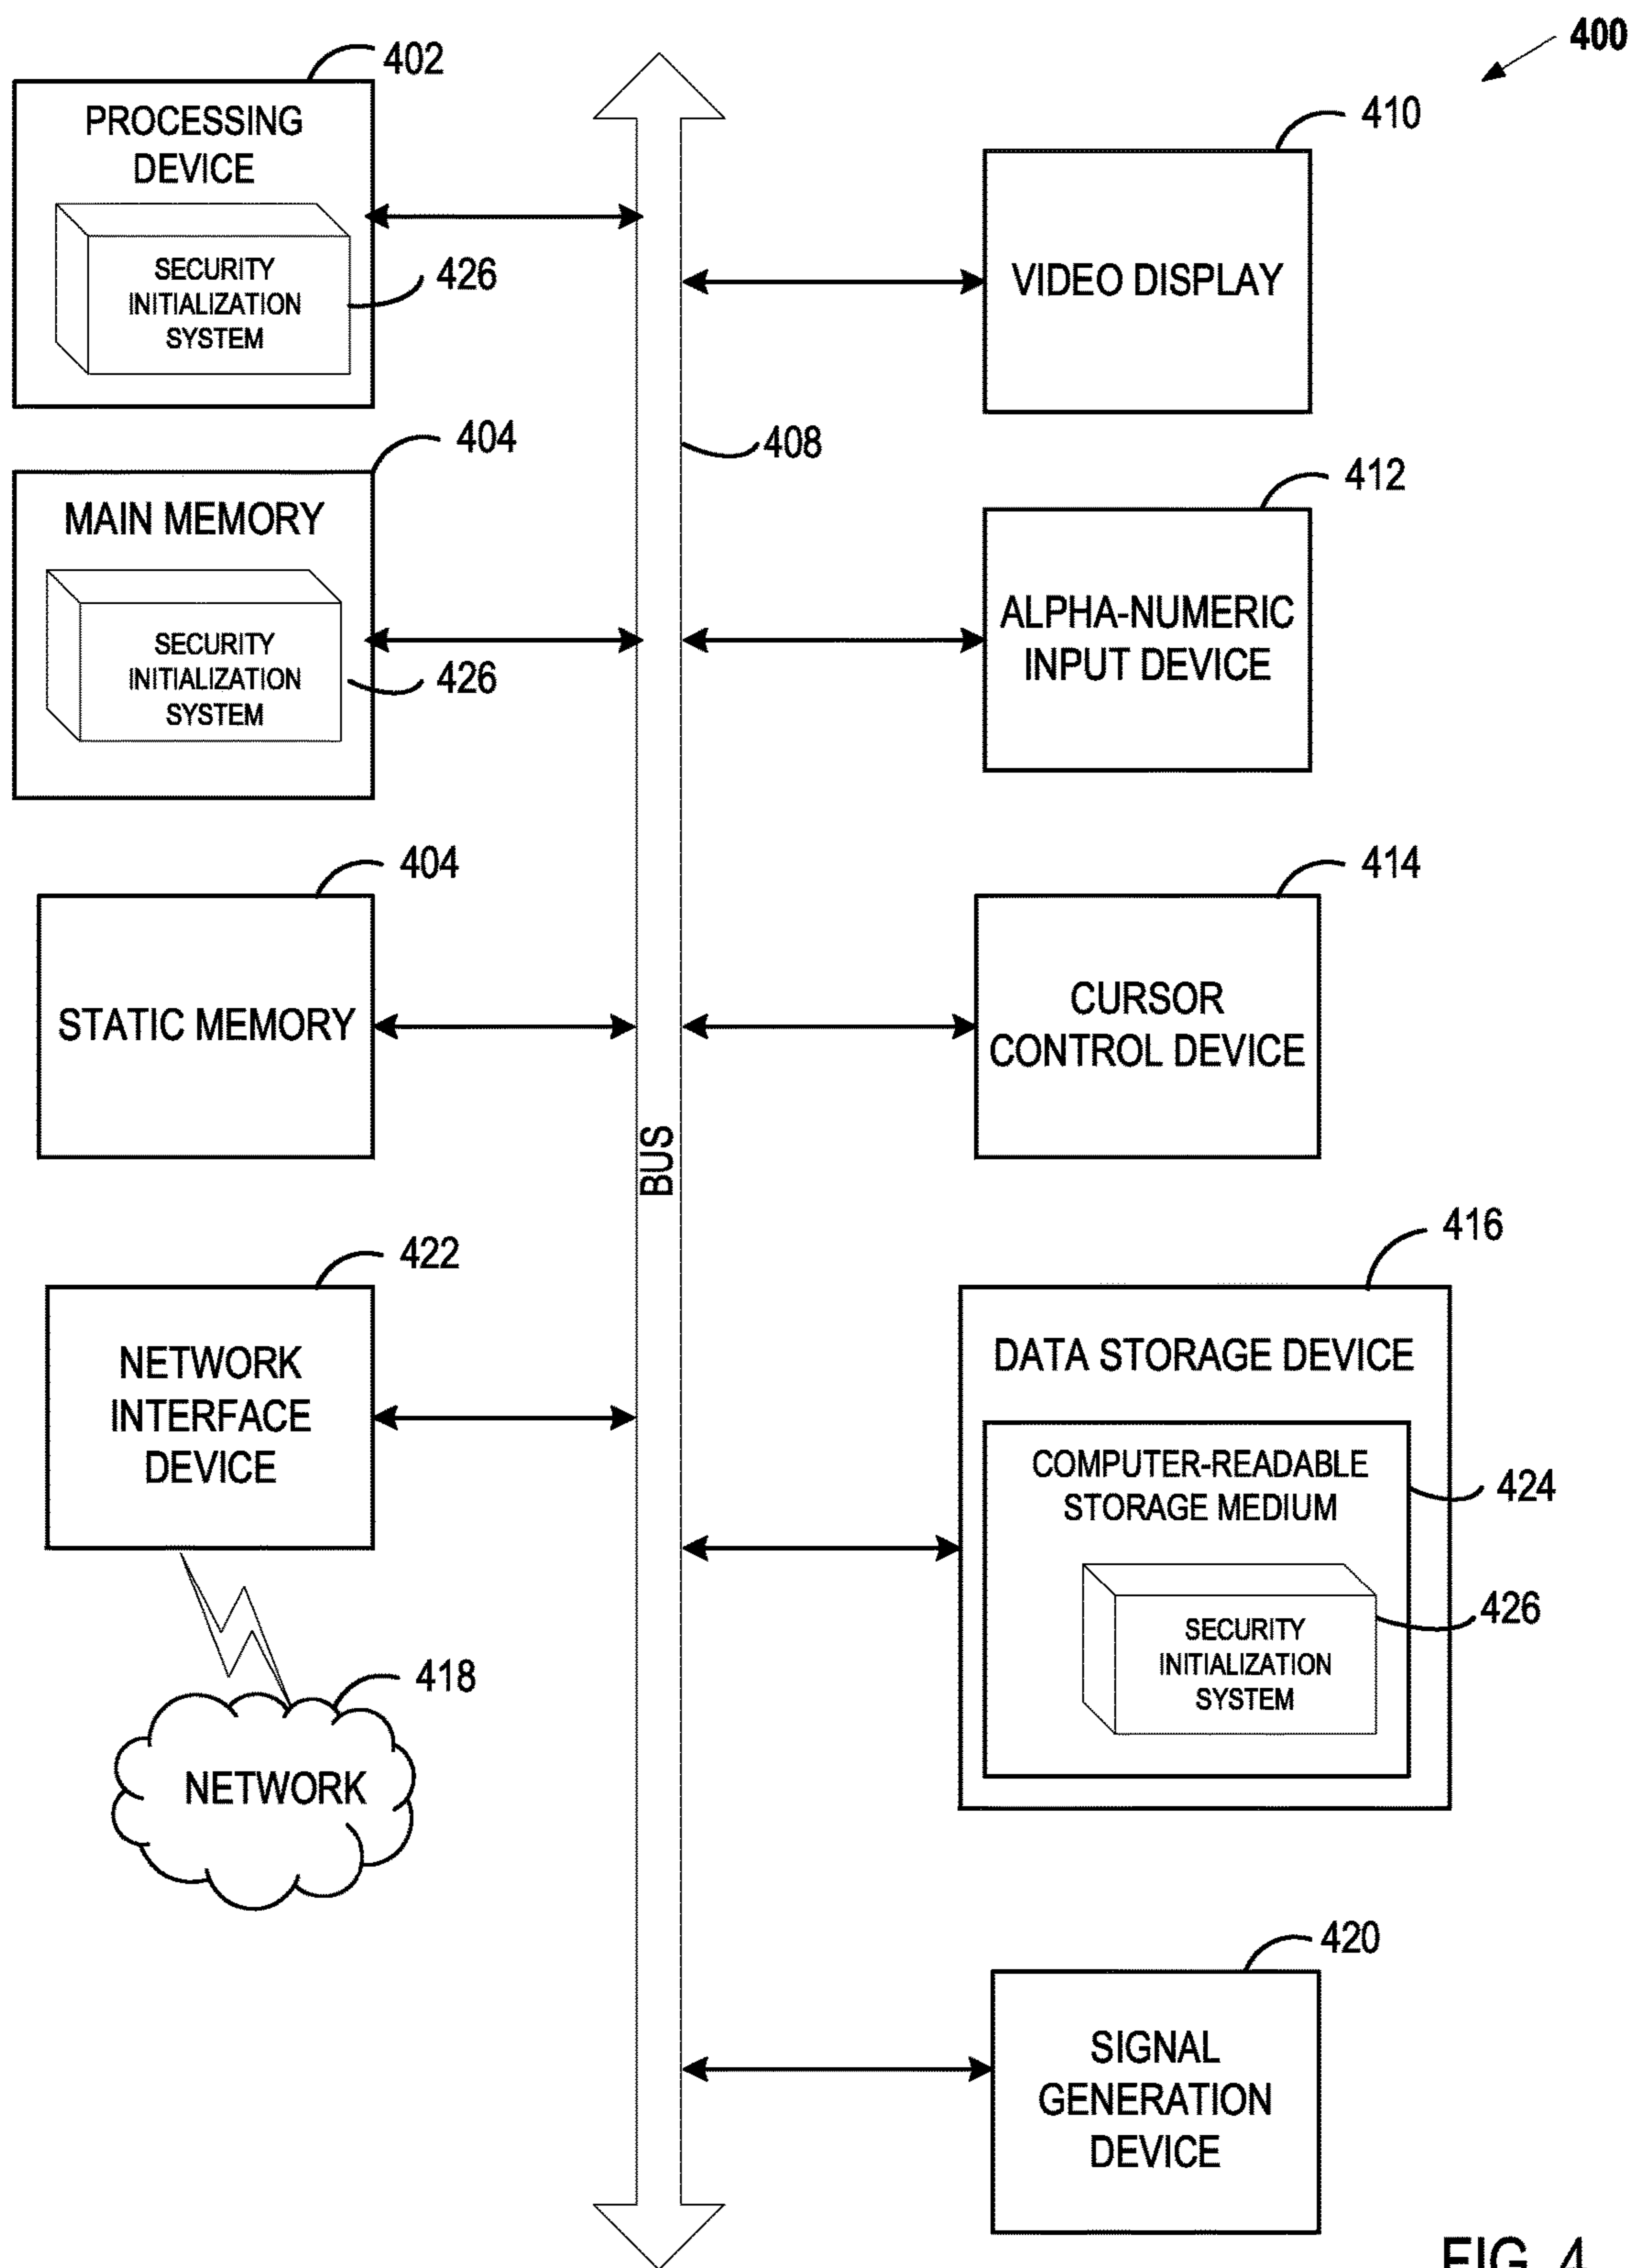 400
402
PROCESSING
DEVICE
SECURITY
INITIALIZATION
SYSTEM
426
410
VIDEO DISPLAY
404
MAIN MEMORY
SECURITY
INITIALIZATION
SYSTEM
426
408
412
ALPHA-NUMERIC
INPUT DEVICE
404
STATIC MEMORY
414
CURSOR
CONTROL DEVICE
BUS
422
NETWORK
INTERFACE
DEVICE
416
DATA STORAGE DEVICE
COMPUTER-READABLE
STORAGE MEDIUM
424
SECURITY
INITIALIZATION
SYSTEM
426
418
NETWORK
420
SIGNAL
GENERATION
DEVICE
FIG. 4